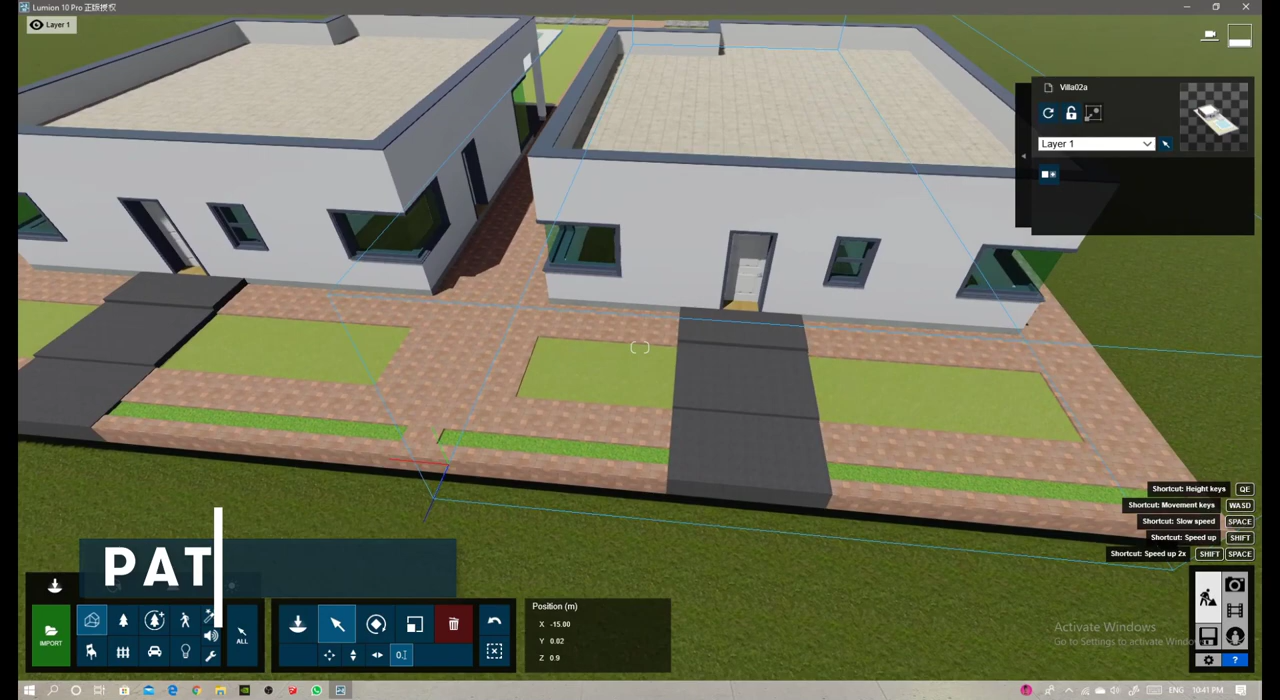 Lumion 10 Pro 正版授权
Layer 1
Villa02a
Layer 1
Shortcut: Height keys QE
Shortcut: Movement keys WASD
Shortcut: Slow speed SPACE
Shortcut: Speed up SHIFT
Shortcut: Speed up 2x SHIFT SPACE
PAT
IMPORT
ALL
Position (m)
X -15.00
Y 0.02
Z 0.9
Activate Windows
Go to Settings to activate Windows.
?
ENG 10:41 PM